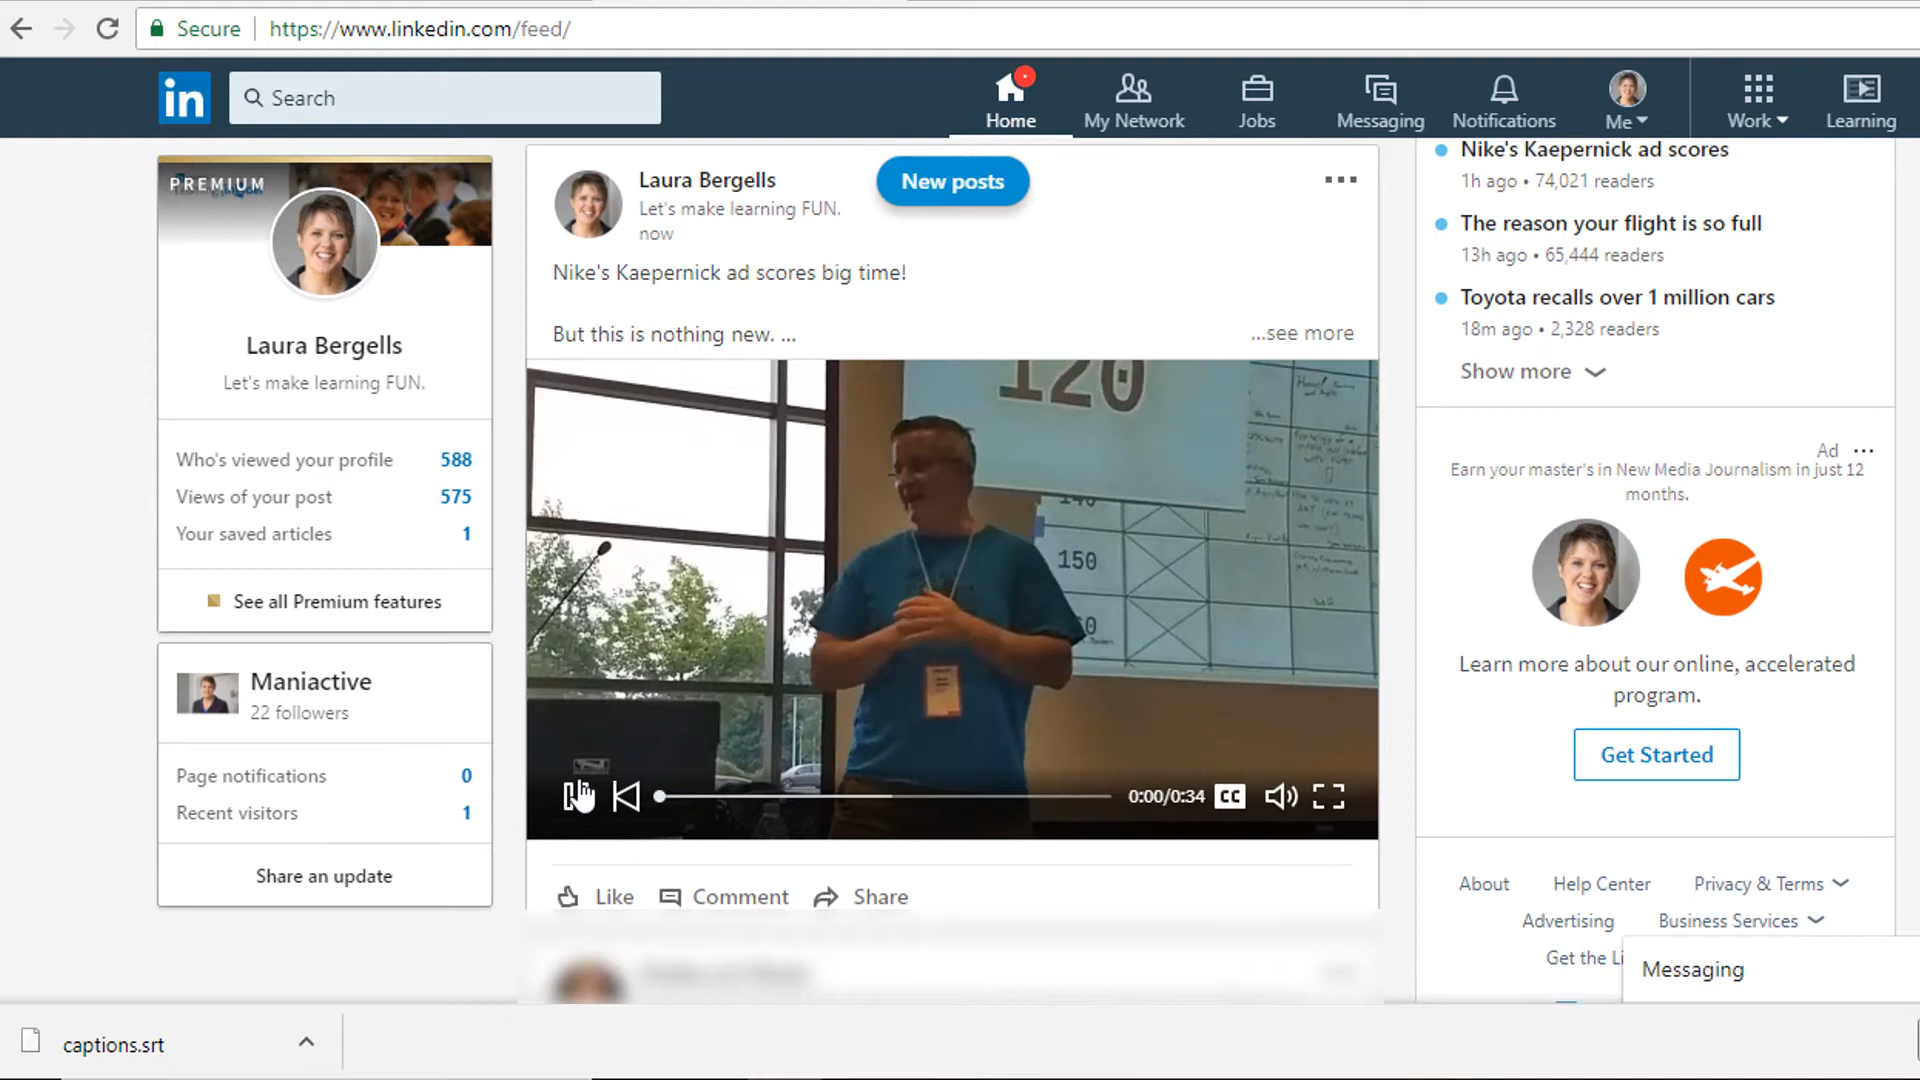 Secure
https://www.linkedin.com/feed/
in
Search
Home
My Network
Jobs
Messaging
Notifications
Me
Work
Learning
PREMIUM
Laura Bergells
Let's make learning FUN.
Who's viewed your profile 588
Views of your post 575
Your saved articles 1
See all Premium features
Maniactive
22 followers
Page notifications 0
Recent visitors 1
Share an update
Laura Bergells
Let's make learning FUN.
now
New posts
Nike's Kaepernick ad scores big time!
But this is nothing new. ...
...see more
120
140
150
0:00/0:34
CC
Like
Comment
Share
Nike's Kaepernick ad scores
1h ago • 74,021 readers
The reason your flight is so full
13h ago • 65,444 readers
Toyota recalls over 1 million cars
18m ago • 2,328 readers
Show more
Ad
Earn your master's in New Media Journalism in just 12
months.
Learn more about our online, accelerated
program.
Get Started
About
Help Center
Privacy & Terms
Advertising
Business Services
Get the Li
Messaging
captions.srt